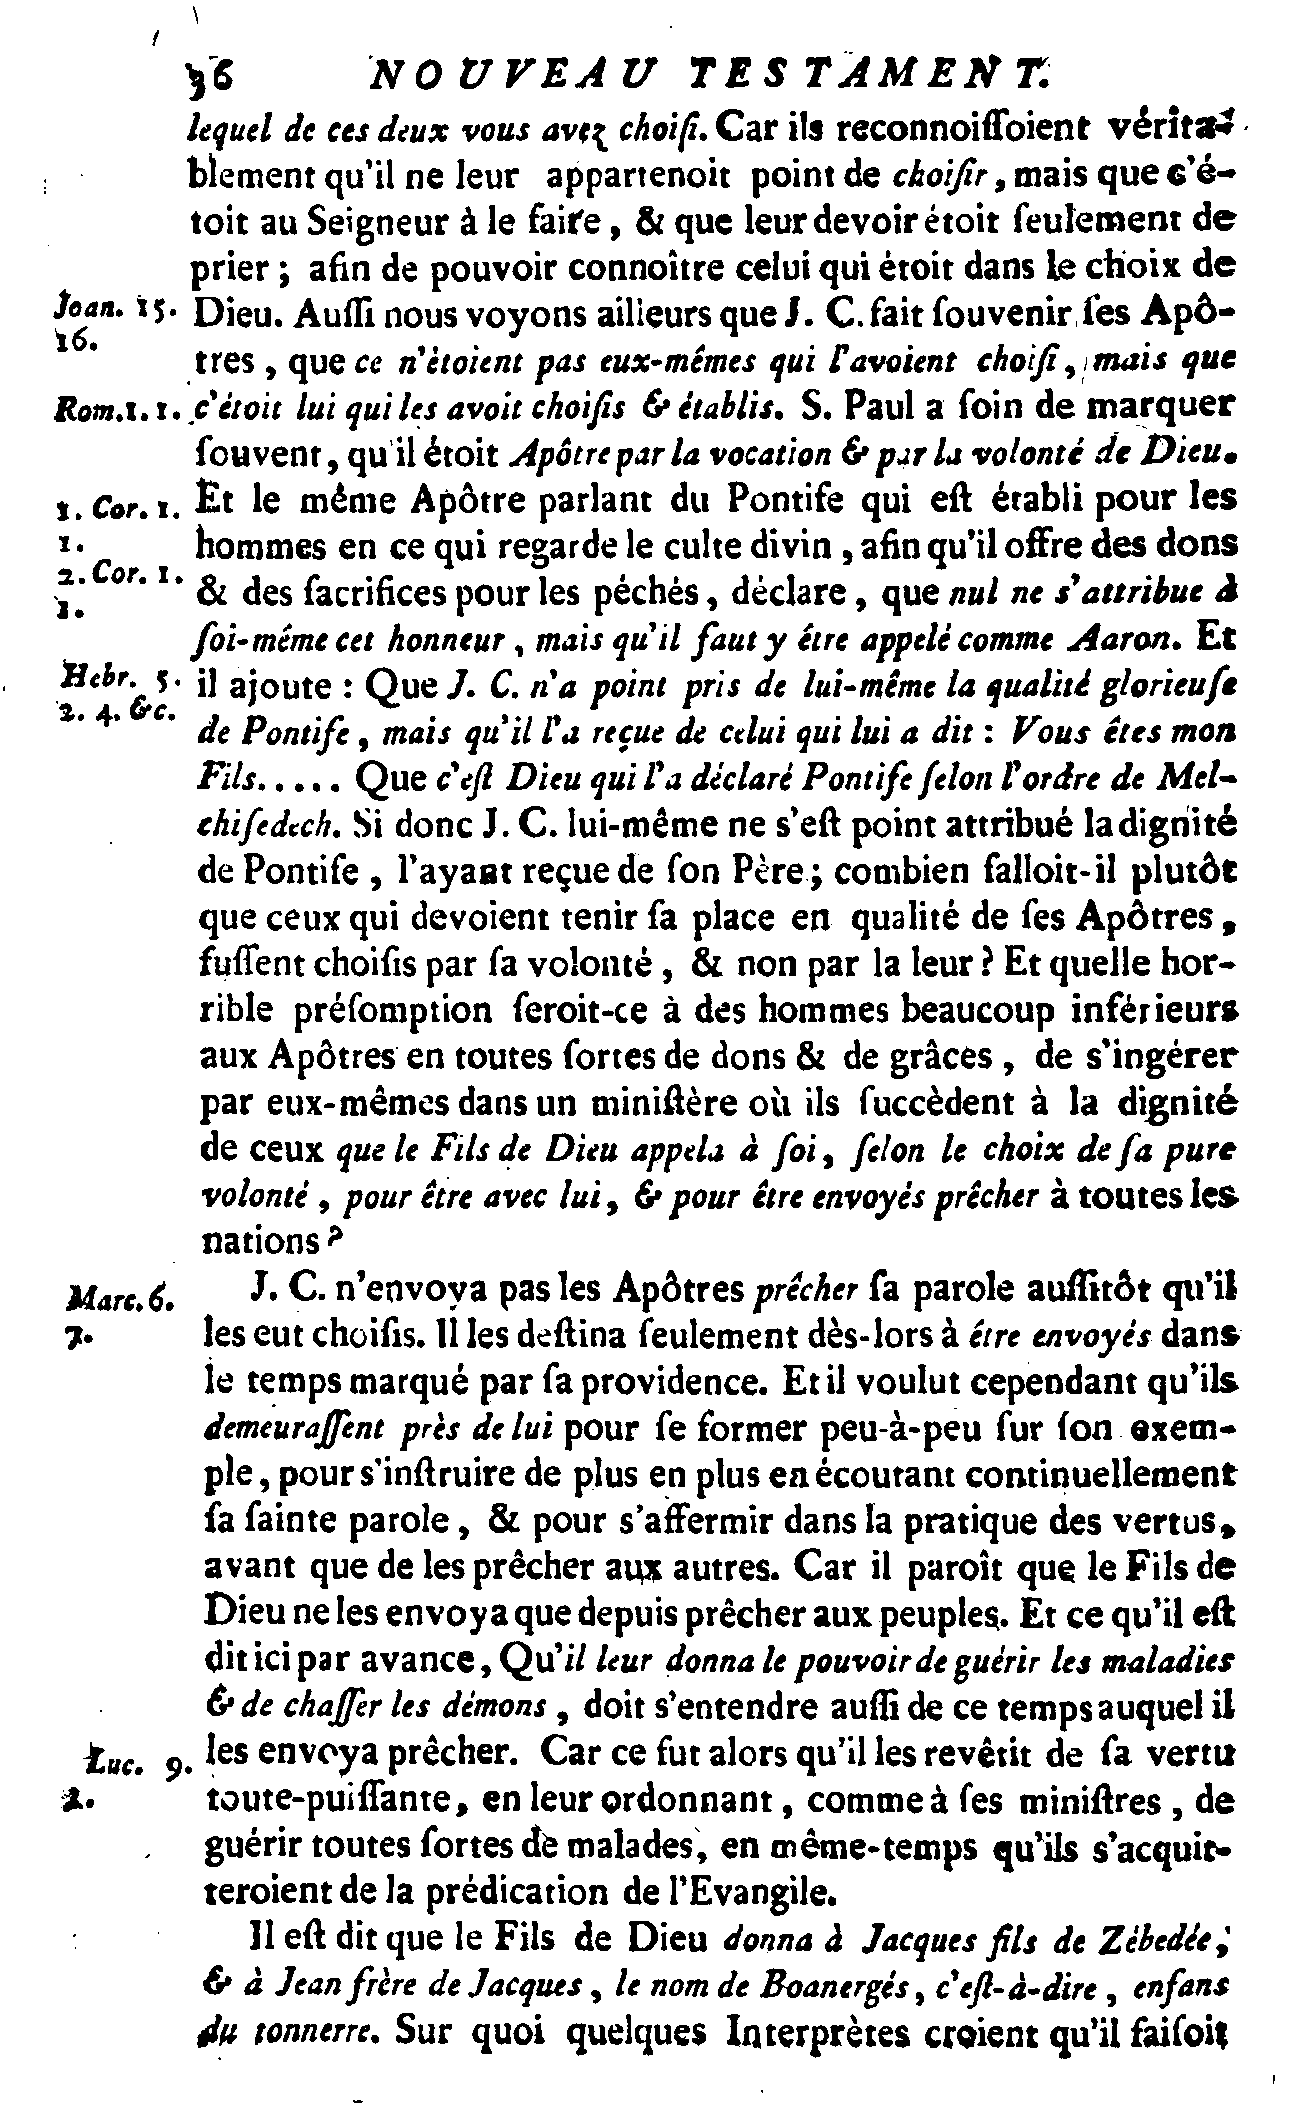 36 NOUVEAU TESTAMENT.
lequel de ces deux vous avez choiſi. Car ils reconnoiſſoient vérita-
blement qu'il ne leur appartenoit point de choiſir, mais que c'é-
toit au Seigneur à le faire, & que leur devoir étoit ſeulement de
prier; afin de pouvoir connoître celui qui étoit dans le choix de
Joan. 15. Dieu. Auſſi nous voyons ailleurs que J. C. fait ſouvenir ſes Apô-
16.
tres, que ce n'étoient pas eux-mêmes qui l'avoient choiſi, mais que
Rom. 1. 1. c'étoit lui qui les avoit choiſis & établis. S. Paul a ſoin de marquer
ſouvent, qu'il étoit Apôtre par la vocation & par la volonté de Dieu.
1. Cor. 1. Et le même Apôtre parlant du Pontife qui eſt établi pour les
1. hommes en ce qui regarde le culte divin, afin qu'il offre des dons
2. Cor. 1.
1. & des ſacrifices pour les péchés, déclare, que nul ne s'attribue à
ſoi-même cet honneur, mais qu'il faut y être appelé comme Aaron. Et
Hebr. 5. il ajoute : Que J. C. n'a point pris de lui-même la qualité glorieuſe
2. 4. &c.
de Pontife, mais qu'il l'a reçue de celui qui lui a dit : Vous êtes mon
Fils..... Que c'eſt Dieu qui l'a déclaré Pontife ſelon l'ordre de Mel-
chiſedech. Si donc J. C. lui-même ne s'eſt point attribué la dignité
de Pontife, l'ayant reçue de ſon Père; combien falloit-il plutôt
que ceux qui devoient tenir ſa place en qualité de ſes Apôtres,
fuſſent choiſis par ſa volonté, & non par la leur? Et quelle hor-
rible préſomption ſeroit-ce à des hommes beaucoup inférieurs
aux Apôtres en toutes ſortes de dons & de grâces, de s'ingérer
par eux-mêmes dans un miniſtère où ils ſuccèdent à la dignité
de ceux que le Fils de Dieu appela à ſoi, ſelon le choix de ſa pure
volonté, pour être avec lui, & pour être envoyés prêcher à toutes les
nations?
Marc. 6. J. C. n'envoya pas les Apôtres prêcher ſa parole auſſitôt qu'il
7. les eut choiſis. Il les deſtina ſeulement dès-lors à être envoyés dans
le temps marqué par ſa providence. Et il voulut cependant qu'ils
demeuraſſent près de lui pour ſe former peu-à-peu ſur ſon exem-
ple, pour s'inſtruire de plus en plus en écoutant continuellement
ſa ſainte parole, & pour s'affermir dans la pratique des vertus,
avant que de les prêcher aux autres. Car il paroît que le Fils de
Dieu ne les envoya que depuis prêcher aux peuples. Et ce qu'il eſt
dit ici par avance, Qu'il leur donna le pouvoir de guérir les maladies
& de chaſſer les démons, doit s'entendre auſſi de ce temps auquel il
Luc. 9. les envoya prêcher. Car ce fut alors qu'il les revêtit de ſa vertu
2. toute-puiſſante, en leur ordonnant, comme à ſes miniſtres, de
guérir toutes ſortes de malades, en même-temps qu'ils s'acquit-
teroient de la prédication de l'Evangile.
Il eſt dit que le Fils de Dieu donna à Jacques fils de Zébedée;
& à Jean frère de Jacques, le nom de Boanergés, c'eſt-à-dire, enfans
du tonnerre. Sur quoi quelques Interprètes croient qu'il faiſoit